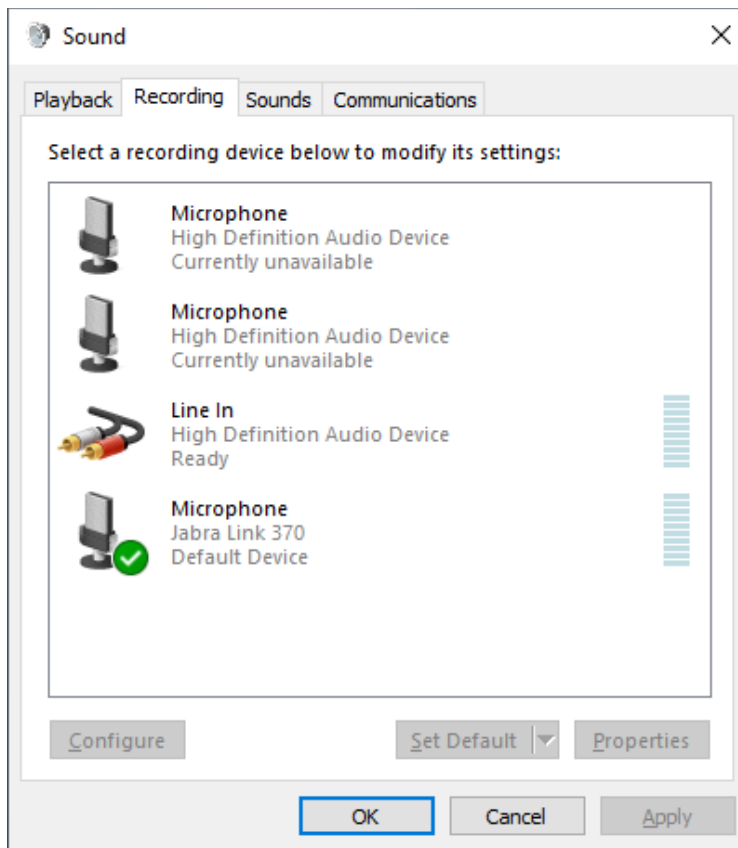 Sound
Playback Recording Sounds Communications
Select a recording device below to modify its settings:
Microphone
High Definition Audio Device
Currently unavailable
Microphone
High Definition Audio Device
Currently unavailable
Line In
High Definition Audio Device
Ready
Microphone
Jabra Link 370
Default Device
Configure Set Default Properties
OK Cancel Apply